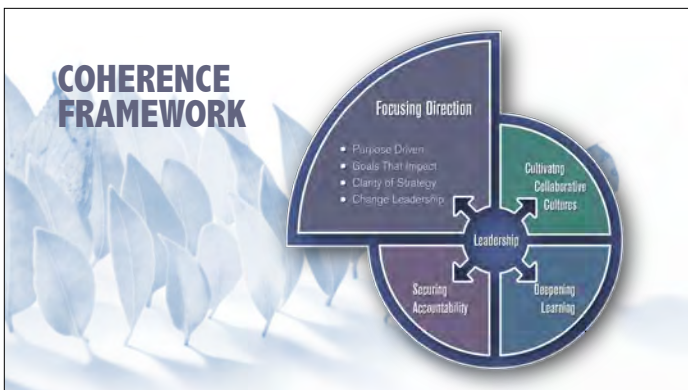 COHERENCE
FRAMEWORK
Focusing Direction
• Purpose Driven
• Goals That Impact
• Clarity of Strategy
• Change Leadership
Cultivatng
Collaborative
Cultures
Leadership
Securing
Accountability
Deepening
Learning